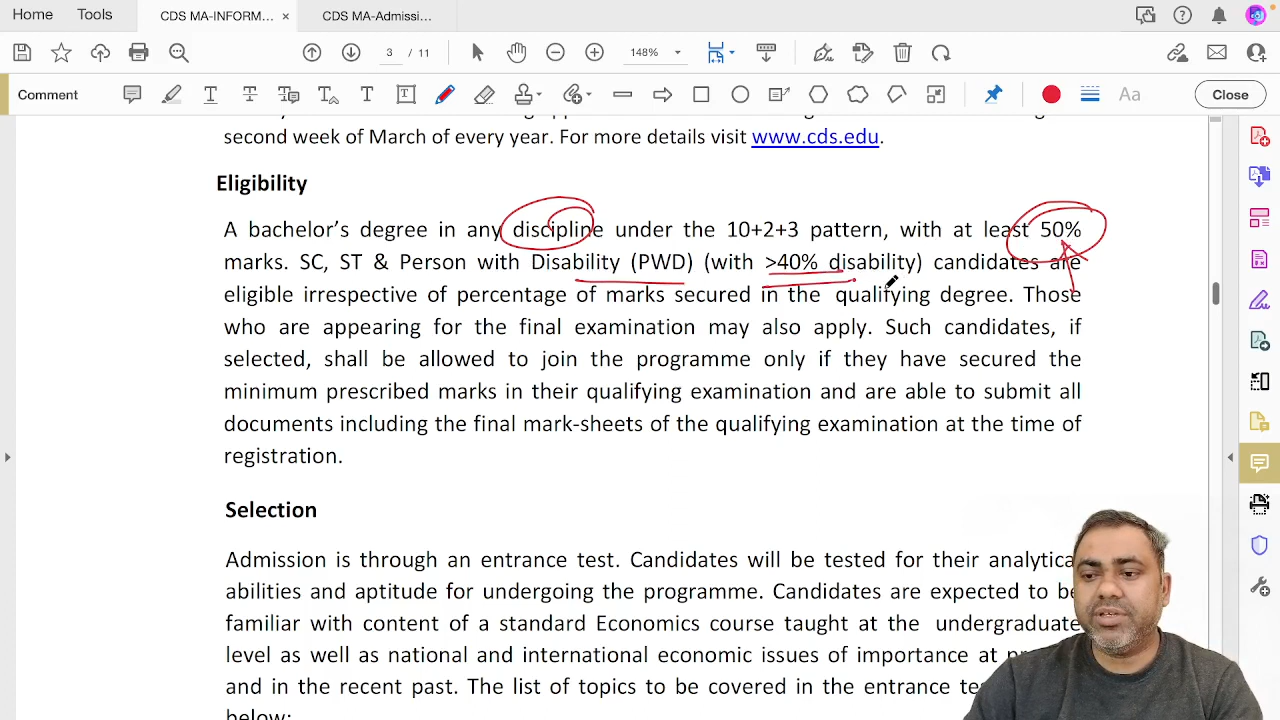 Home
Tools
CDS MA-INFORM... ×
CDS MA-Admissi...
3 / 11
148%
Comment
T T T T T T
Aa
Close
second week of March of every year. For more details visit www.cds.edu.
Eligibility
A bachelor’s degree in any discipline under the 10+2+3 pattern, with at least 50%
marks. SC, ST & Person with Disability (PWD) (with >40% disability) candidates are
eligible irrespective of percentage of marks secured in the qualifying degree. Those
who are appearing for the final examination may also apply. Such candidates, if
selected, shall be allowed to join the programme only if they have secured the
minimum prescribed marks in their qualifying examination and are able to submit all
documents including the final mark-sheets of the qualifying examination at the time of
registration.
Selection
Admission is through an entrance test. Candidates will be tested for their analytical
abilities and aptitude for undergoing the programme. Candidates are expected to be
familiar with content of a standard Economics course taught at the undergraduate
level as well as national and international economic issues of importance at
and in the recent past. The list of topics to be covered in the entrance
below: